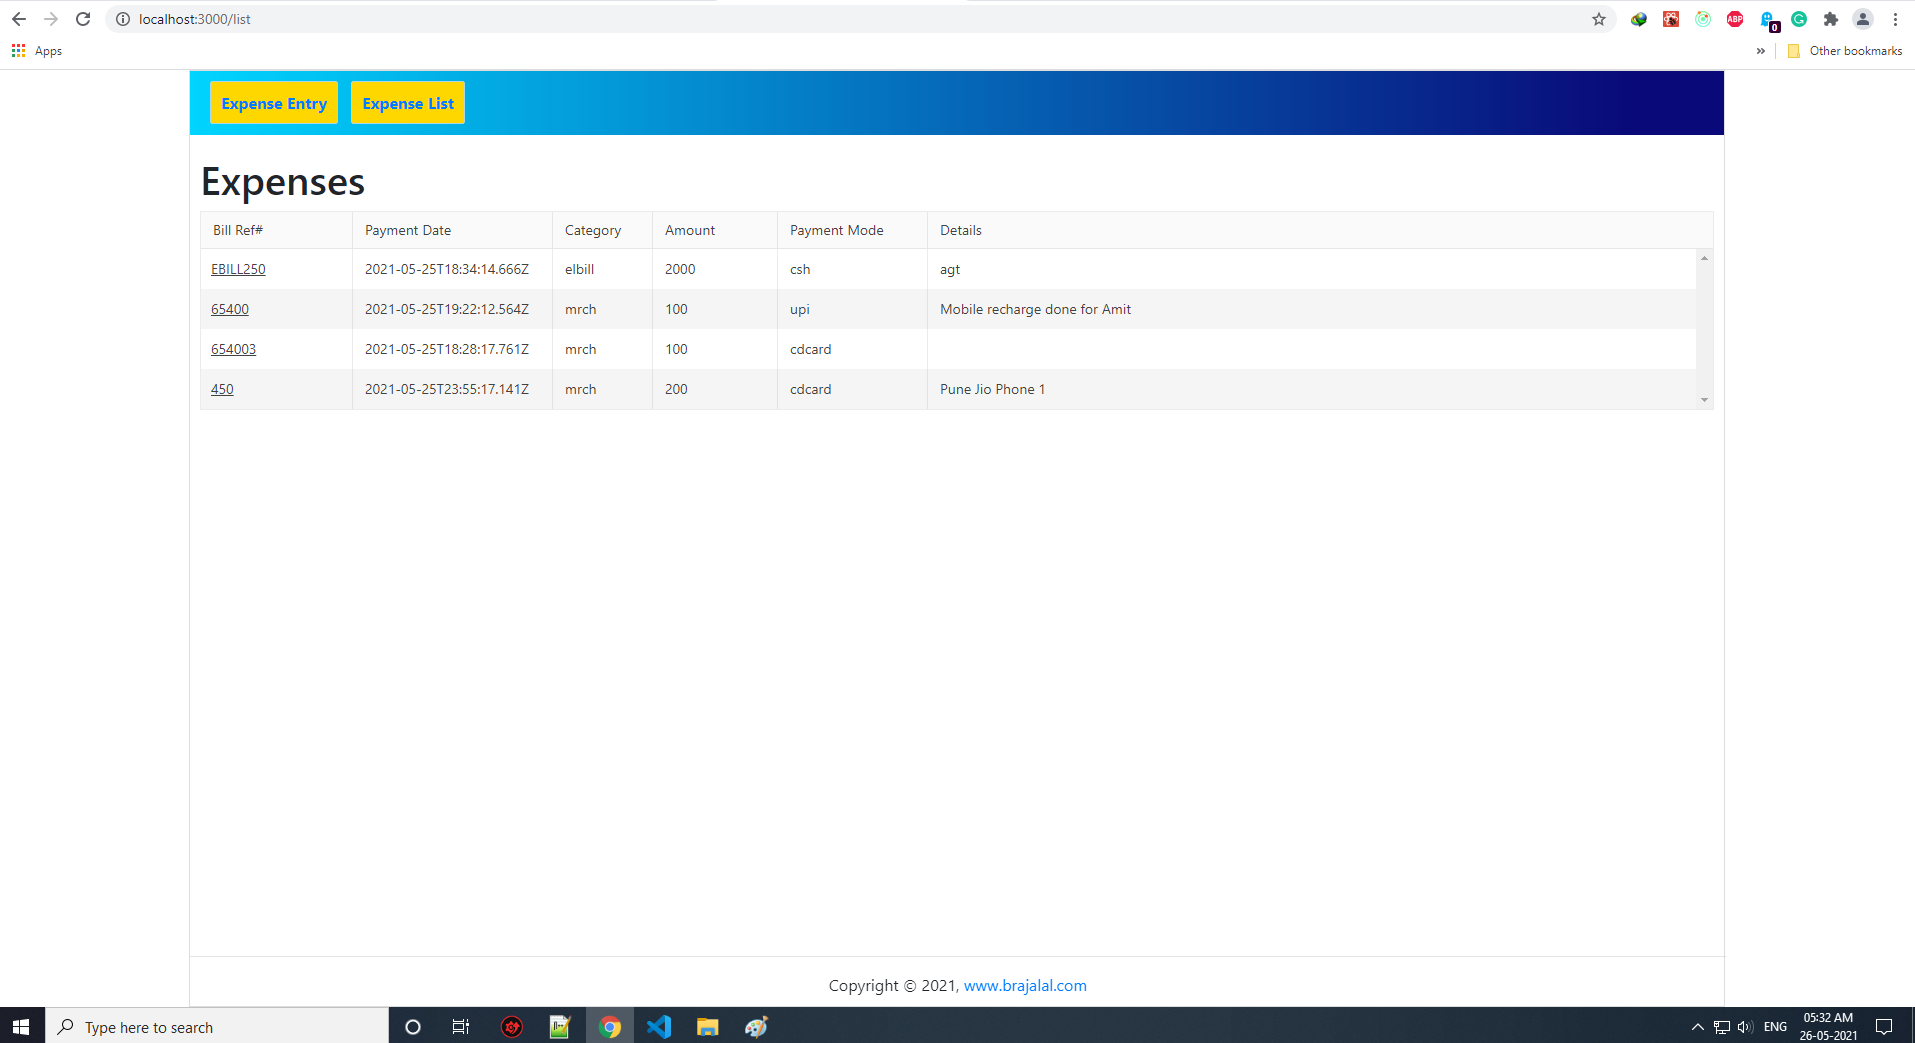 localhost:3000/list
ABP
0
Apps
»
Other bookmarks
Expense Entry Expense List
Expenses
Bill Ref# Payment Date Category Amount Payment Mode Details
EBILL250 2021-05-25T18:34:14.666Z elbill 2000 csh agt
65400 2021-05-25T19:22:12.564Z mrch 100 upi Mobile recharge done for Amit
654003 2021-05-25T18:28:17.761Z mrch 100 cdcard
450 2021-05-25T23:55:17.141Z mrch 200 cdcard Pune Jio Phone 1
Copyright © 2021, www.brajalal.com
Type here to search
ENG
05:32 AM
26-05-2021